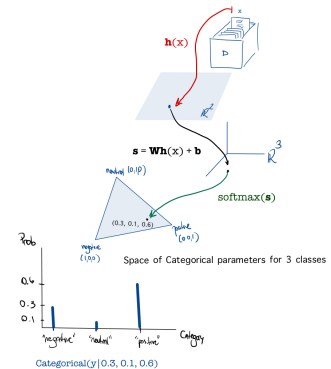 x
h(x)
D
R²
s = Wh(x) + b
R³
neutral (0,1,0)
softmax(s)
(0.3, 0.1, 0.6)
positive
(0,0,1)
negative
(1,0,0)
Space of Categorical parameters for 3 classes
Prob
0.6
0.3
0.1
"negative" "neutral" "positive" Category
Categorical(y|0.3, 0.1, 0.6)